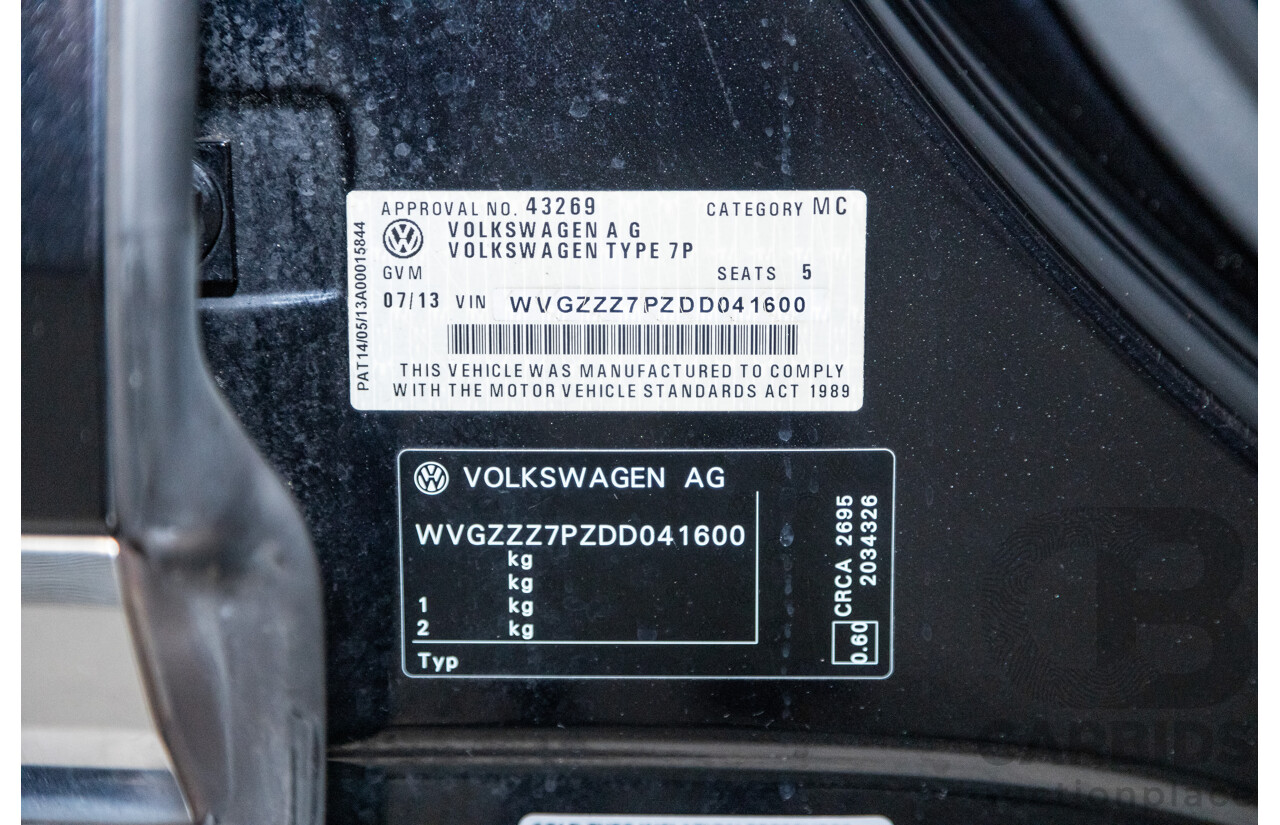 APPROVAL NO. 43269 CATEGORY MC
VOLKSWAGEN AG
VOLKSWAGEN TYPE 7P
GVM SEATS 5
07/13 VIN WVGZZZ7PZDD041600
THIS VEHICLE WAS MANUFACTURED TO COMPLY
WITH THE MOTOR VEHICLE STANDARDS ACT 1989
PAT14/05/13A00015844
VOLKSWAGEN AG
WVGZZZ7PZDD041600
kg
kg
1 kg
2 kg
Typ
CRCA 2695
2034326
0.60
CARBIDS